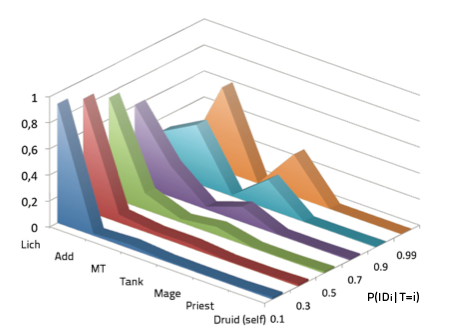 1
0,8
0,6
0,4
0,2
0
Lich
Add
MT
Tank
Mage
Priest
Druid (self)
0.1
0.3
0.5
0.7
0.9
0.99
P(IDi|T=i)